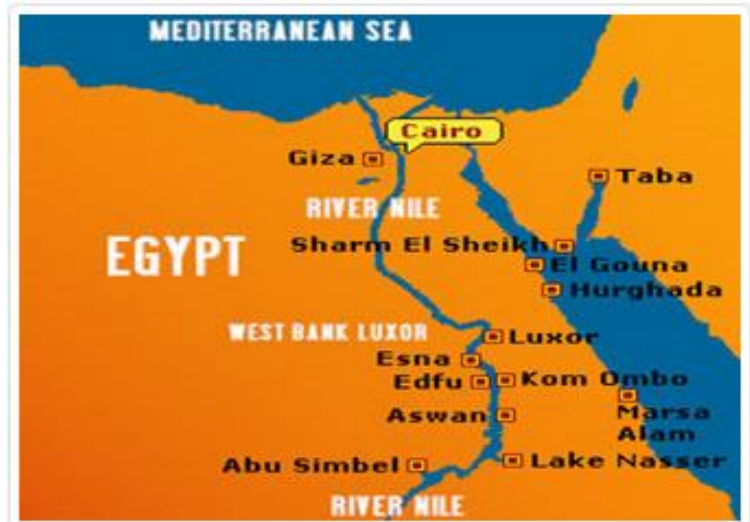 MEDITERRANEAN SEA
Cairo
Giza
Taba
RIVER NILE
Sharm El Sheikh
EGYPT
El Gouna
Hurghada
WEST BANK LUXOR
Luxor
Esna
Edfu
Kom Ombo
Aswan
Marsa
Alam
Abu Simbel
Lake Nasser
RIVER NILE